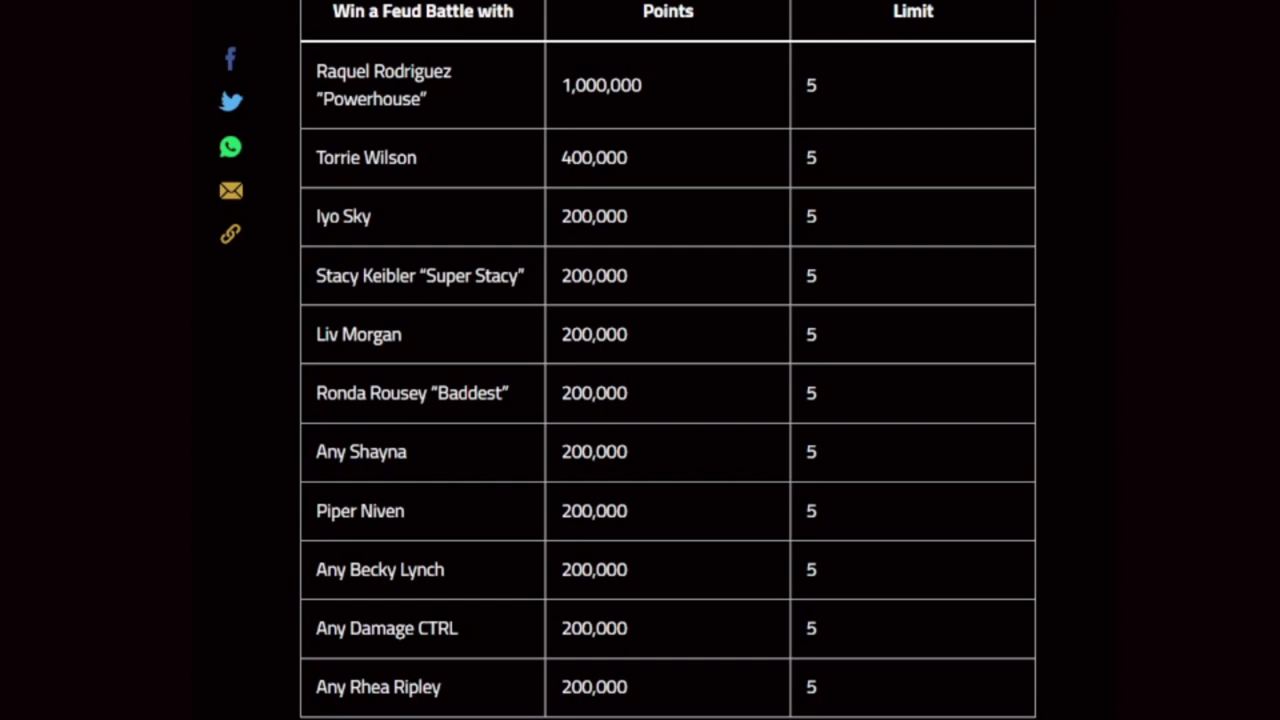 Win a Feud Battle with Points Limit
Raquel Rodriguez
"Powerhouse" 1,000,000 5
Torrie Wilson 400,000 5
Iyo Sky 200,000 5
Stacy Keibler “Super Stacy” 200,000 5
Liv Morgan 200,000 5
Ronda Rousey “Baddest” 200,000 5
Any Shayna 200,000 5
Piper Niven 200,000 5
Any Becky Lynch 200,000 5
Any Damage CTRL 200,000 5
Any Rhea Ripley 200,000 5